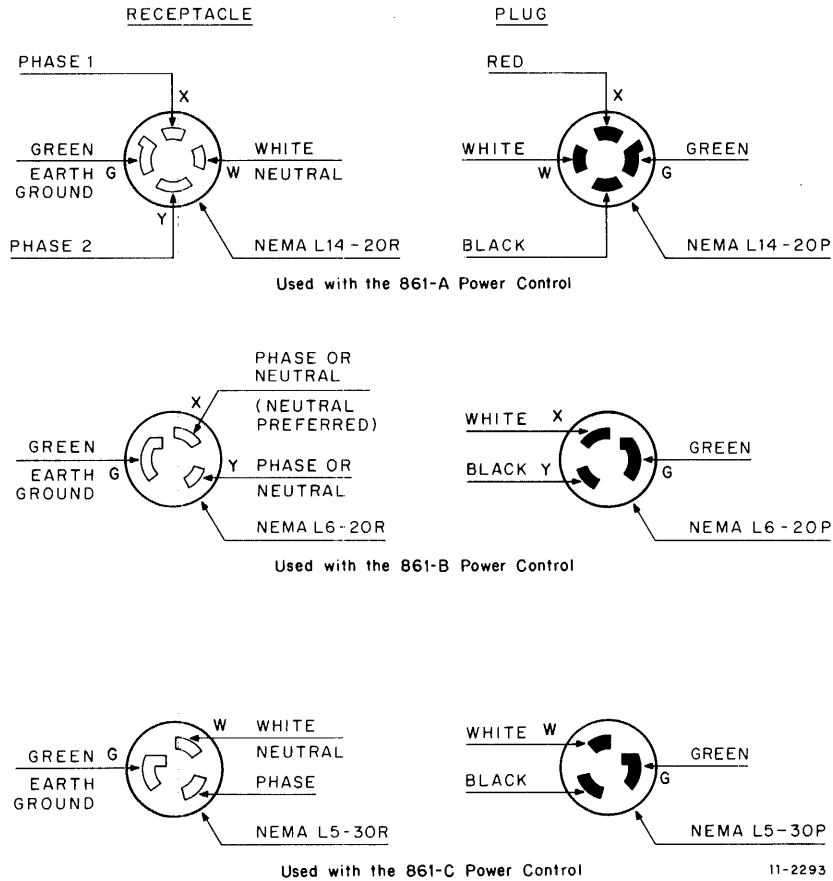 RECEPTACLE
PLUG
PHASE 1
X
GREEN
EARTH
GROUND
G
WHITE
NEUTRAL
W
Y
PHASE 2
NEMA L14-20R
RED
X
WHITE
W
GREEN
G
BLACK
NEMA L14-20P
Used with the 861-A Power Control
PHASE OR
NEUTRAL
(NEUTRAL
PREFERRED)
X
GREEN
EARTH
GROUND
G
Y
PHASE OR
NEUTRAL
NEMA L6-20R
WHITE X
BLACK Y
GREEN
G
NEMA L6-20P
Used with the 861-B Power Control
W WHITE
NEUTRAL
GREEN G
EARTH
GROUND
PHASE
NEMA L5-30R
WHITE W
BLACK
GREEN
G
NEMA L5-30P
Used with the 861-C Power Control
11-2293